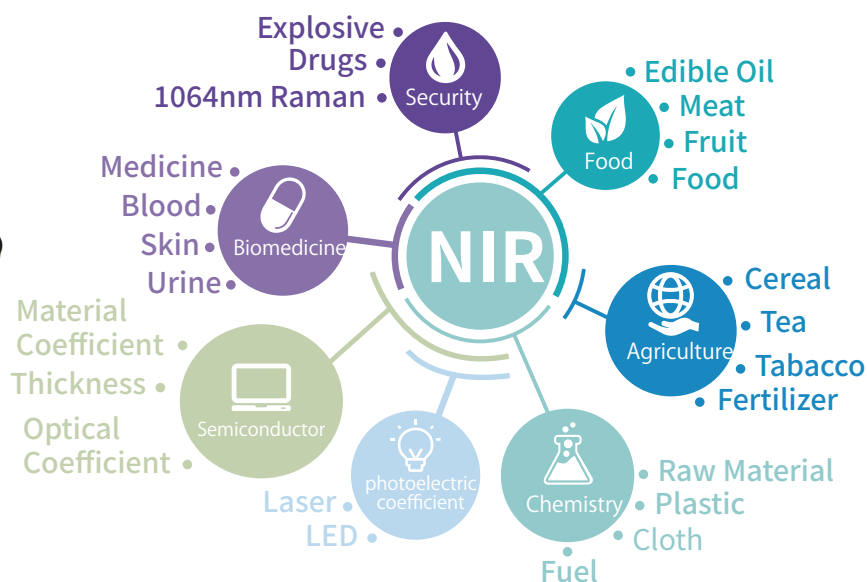 Explosive
Drugs
1064nm Raman
Security
Edible Oil
Meat
Fruit
Food
Food
Medicine
Blood
Skin
Urine
Biomedicine
NIR
Cereal
Tea
Tabacco
Fertilizer
Agriculture
Material
Coefficient
Thickness
Optical
Coefficient
Semiconductor
Laser
LED
photoelectric
coefficient
Chemistry
Raw Material
Plastic
Cloth
Fuel